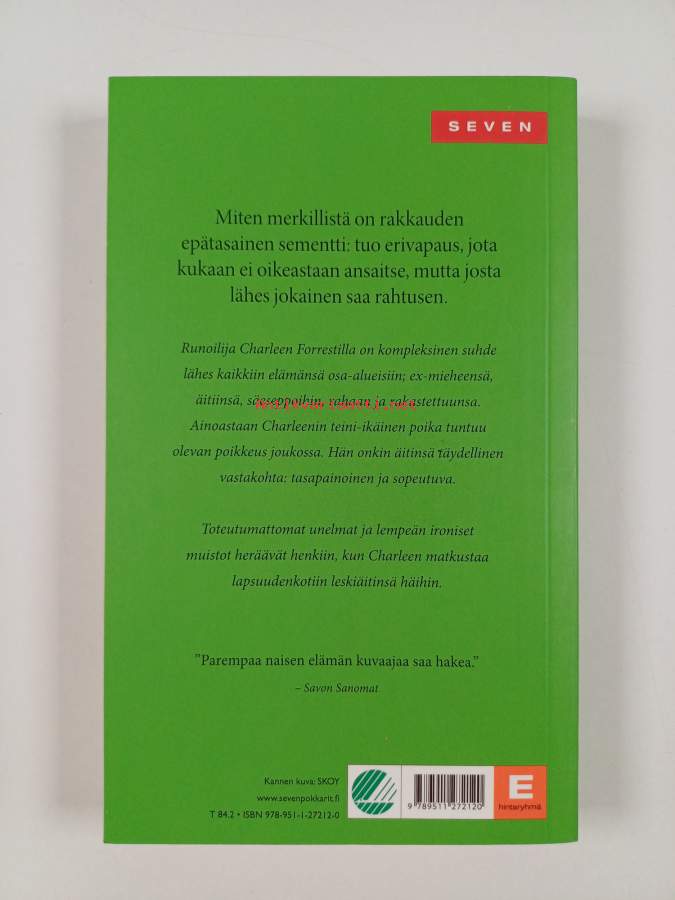 SEVEN
Miten merkillistä on rakkauden
epätasainen sementti: tuo erivapaus, jota
kukaan ei oikeastaan ansaitse, mutta josta
lähes jokainen saa rahtusen.
Runoilija Charleen Forrestilla on kompleksinen suhde
lähes kaikkiin elämänsä osa-alueisiin; ex-mieheensä,
äitiinsä, sääseppoihin, rahaan ja rakastettuunsa.
Ainoastaan Charleenin teini-ikäinen poika tuntuu
olevan poikkeus joukossa. Hän onkin äitinsä täydellinen
vastakohta: tasapainoinen ja sopeutuva.
Toteutumattomat unelmat ja lempeän ironiset
muistot heräävät henkiin, kun Charleen matkustaa
lapsuudenkotiin leskiäitinsä häihin.
”Parempaa naisen elämän kuvaajaa saa hakea.”
– Savon Sanomat
Kannen kuva: SKOY
www.sevenpokkarit.fi
T 84.2 • ISBN 978-951-1-27212-0
9 789511 272120
E
hintaryhmä